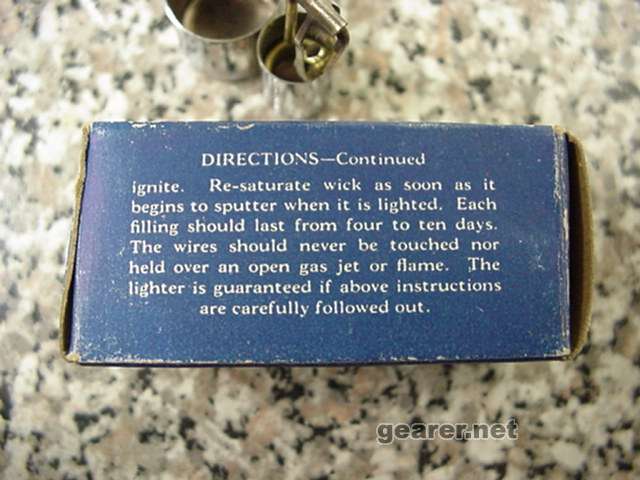 DIRECTIONS—Continued
ignite. Re-saturate wick as soon as it
begins to sputter when it is lighted. Each
filling should last from four to ten days.
The wires should never be touched nor
held over an open gas jet or flame. The
lighter is guaranteed if above instructions
are carefully followed out.
gearer.net